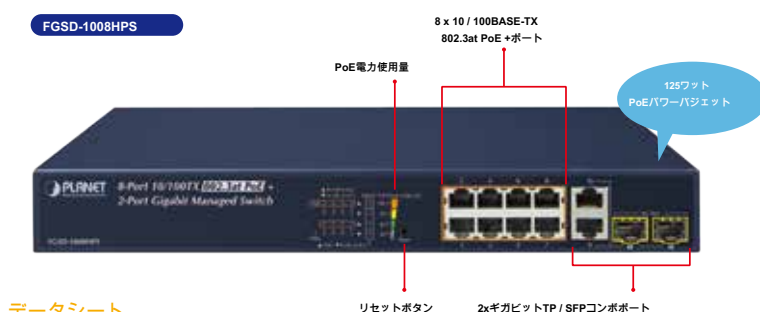 FGSD-1008HPS
8 x 10 / 100BASE-TX
802.3at PoE +ポート
PoE電力使用量
125ワット
PoEパワーバジェット
PLANET
8-Port 10/100TX 802.3at PoE +
2-Port Gigabit Managed Switch
FGSD-1008HPS
データシート
リセットボタン
2xギガビットTP / SFPコンボポート